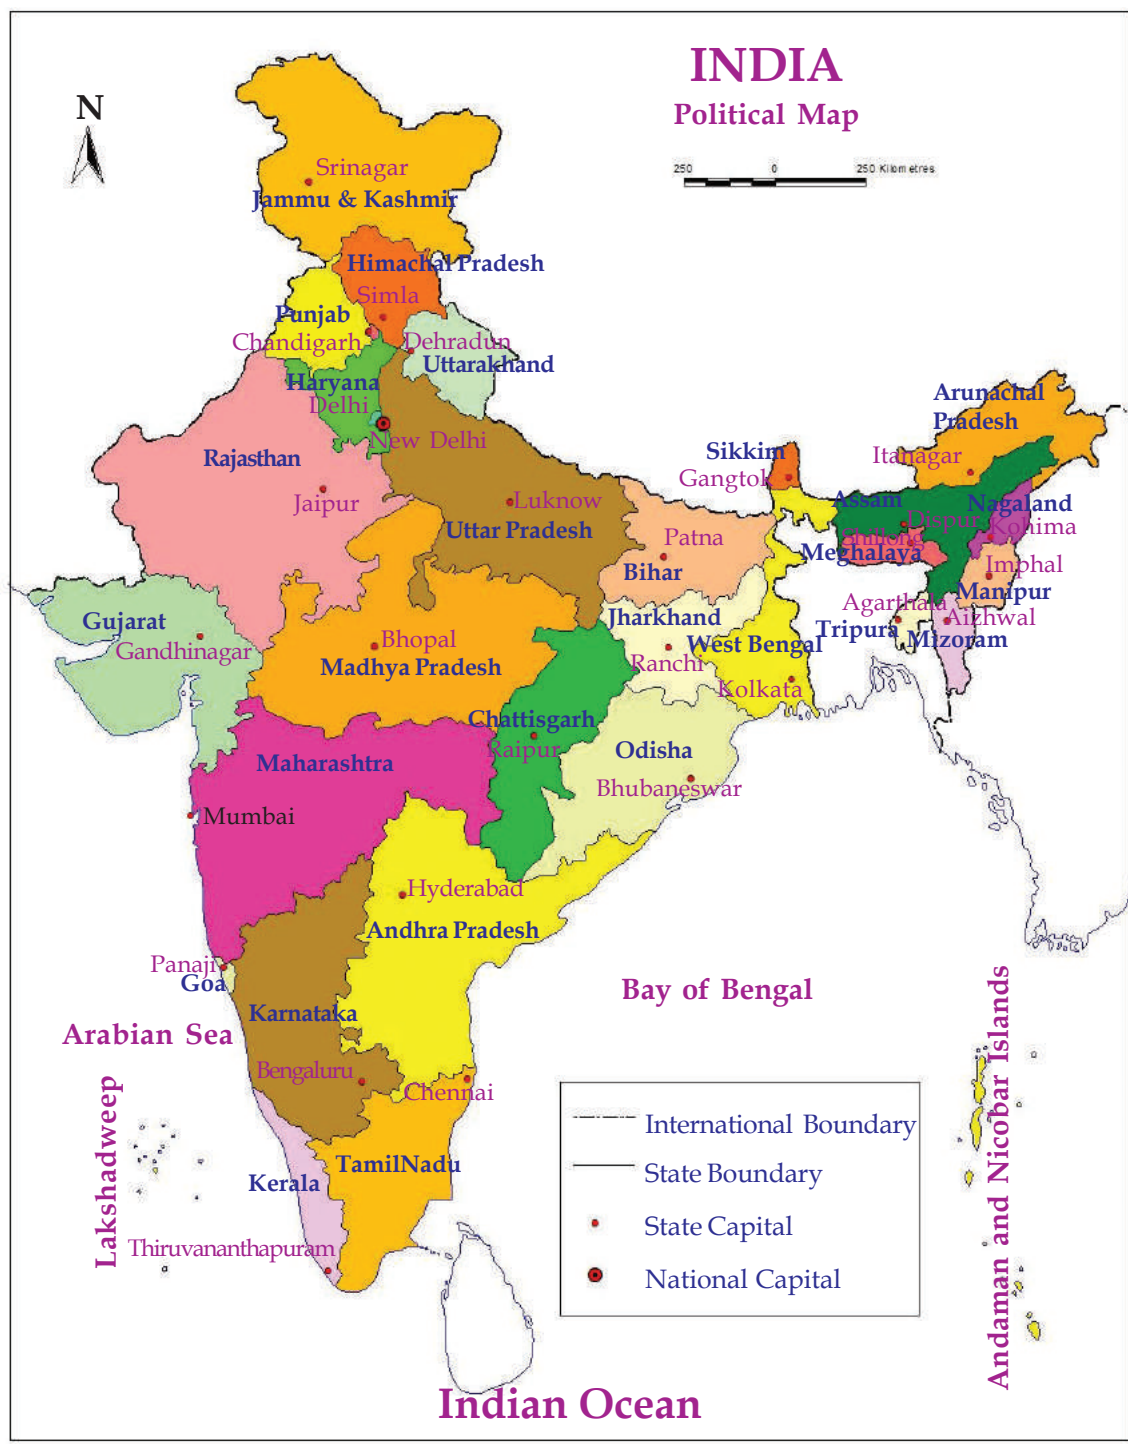 INDIA
Political Map
N
250 0 250 Kilometres
Srinagar
Jammu & Kashmir
Himachal Pradesh
Simla
Punjab
Chandigarh
Dehradun
Uttarakhand
Haryana
Delhi
New Delhi
Arunachal
Pradesh
Itanagar
Sikkim
Gangtok
Rajasthan
Jaipur
Luknow
Uttar Pradesh
Assam
Dispur
Nagaland
Kohima
Shillong
Meghalaya
Patna
Bihar
Imphal
Manipur
Agarthala
Tripura
Aizhwal
Mizoram
Gujarat
Gandhinagar
Bhopal
Madhya Pradesh
Jharkhand
Ranchi
West Bengal
Kolkata
Chattisgarh
Raipur
Odisha
Bhubaneswar
Maharashtra
Mumbai
Hyderabad
Andhra Pradesh
Panaji
Goa
Karnataka
Bengaluru
Chennai
Arabian Sea
Bay of Bengal
Lakshadweep
Andaman and Nicobar Islands
TamilNadu
Kerala
Thiruvananthapuram
International Boundary
State Boundary
State Capital
National Capital
Indian Ocean